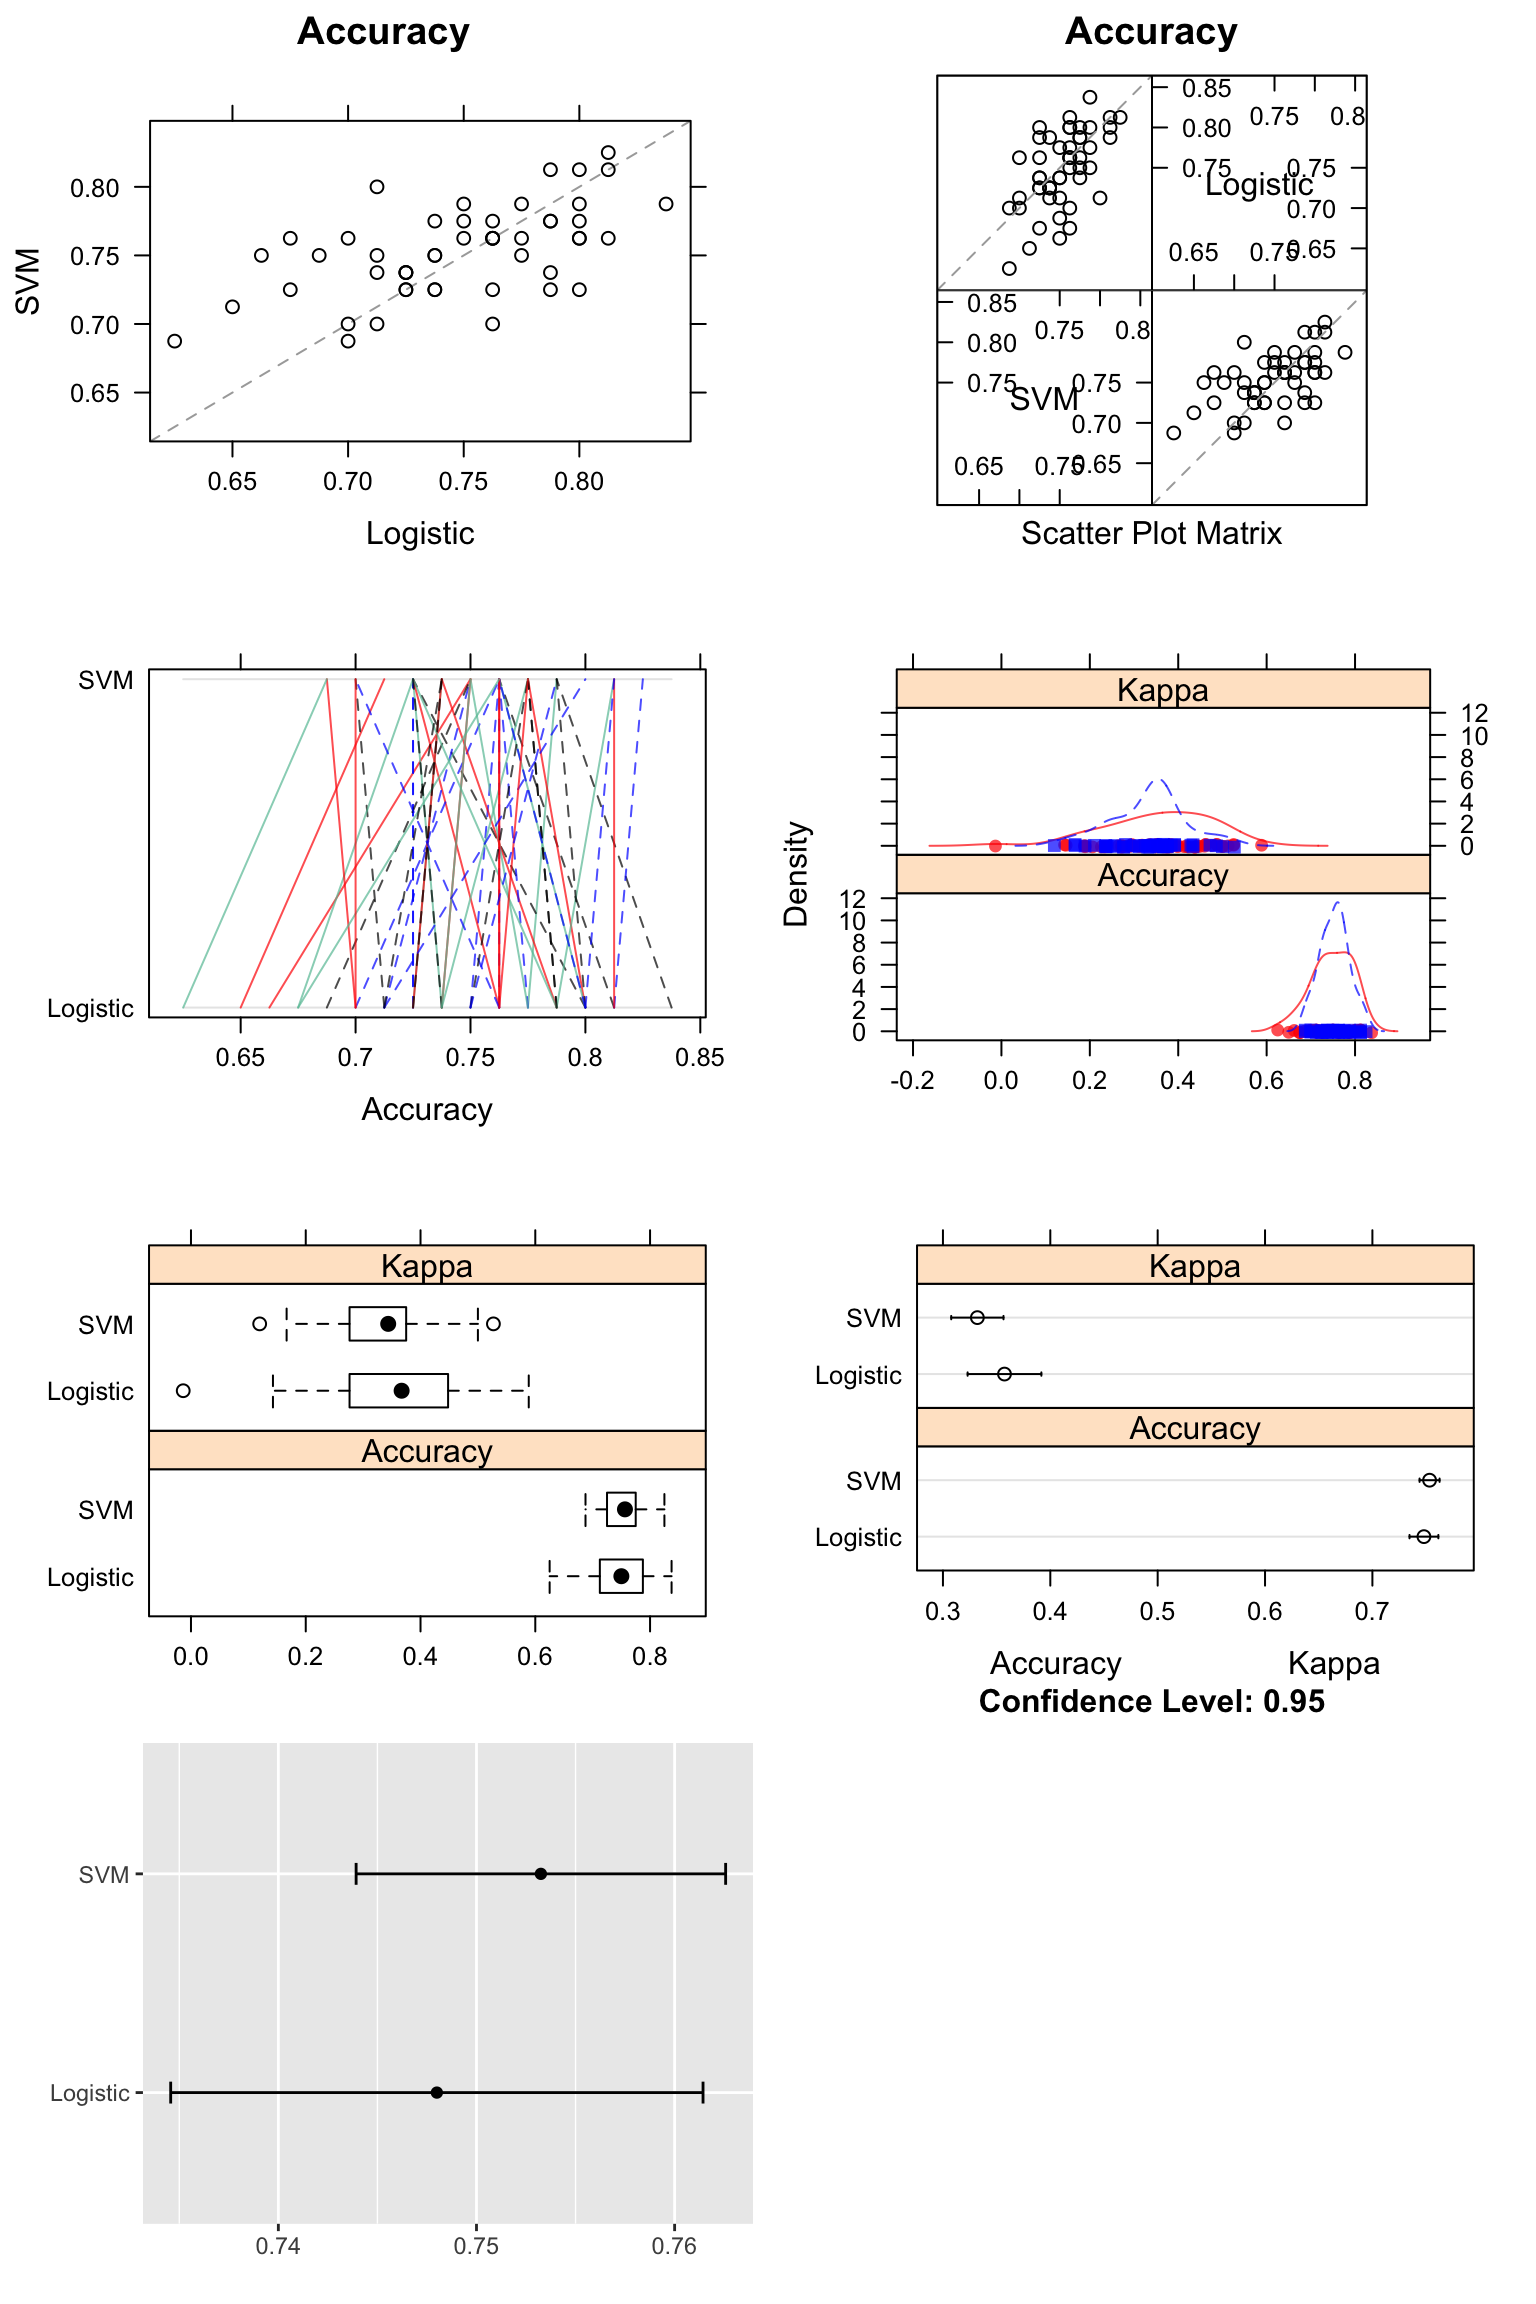 Accuracy
SVM
0.80
0.75
0.70
0.65
0.65 0.70 0.75 0.80
Logistic
Accuracy
0.85
0.80
0.75
0.75 0.8
Logistic
0.75
0.70
0.65
0.65 0.75
0.85
0.80
0.75
0.75 0.8
SVM
0.75
0.70
0.65
0.65 0.75
Scatter Plot Matrix
SVM
Logistic
0.65 0.7 0.75 0.8 0.85
Accuracy
Density
Kappa
12
10
8
6
4
2
0
Accuracy
12
10
8
6
4
2
0
-0.2 0.0 0.2 0.4 0.6 0.8
Kappa
SVM
Logistic
Accuracy
SVM
Logistic
0.0 0.2 0.4 0.6 0.8
Kappa
SVM
Logistic
Accuracy
SVM
Logistic
0.3 0.4 0.5 0.6 0.7
Accuracy Kappa
Confidence Level: 0.95
SVM
Logistic
0.74 0.75 0.76